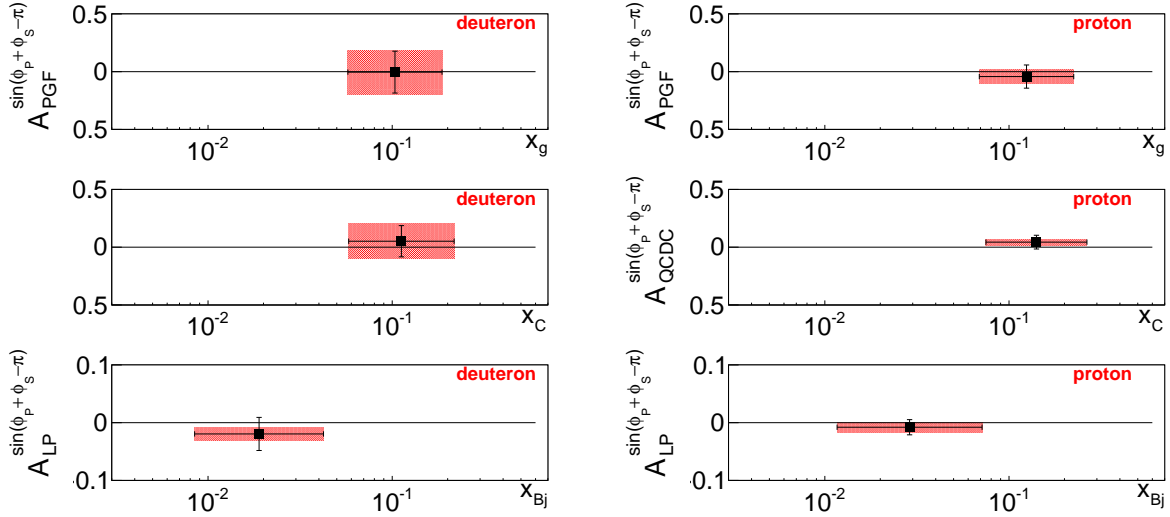 0.5 deuteron 0.5 proton
0 0
A_PGF^sin(ϕ_P+ϕ_S−π) A_PGF^sin(ϕ_P+ϕ_S−π)
0.5 10^-2 10^-1 x_g 0.5 10^-2 10^-1 x_g
0.5 deuteron 0.5 proton
0 0
A_QCDC^sin(ϕ_P+ϕ_S−π)
0.5 10^-2 10^-1 x_C 0.5 10^-2 10^-1 x_C
0.1 deuteron 0.1 proton
0 0
A_LP^sin(ϕ_P+ϕ_S−π) A_LP^sin(ϕ_P+ϕ_S−π)
0.1 10^-2 10^-1 x_Bj 0.1 10^-2 10^-1 x_Bj